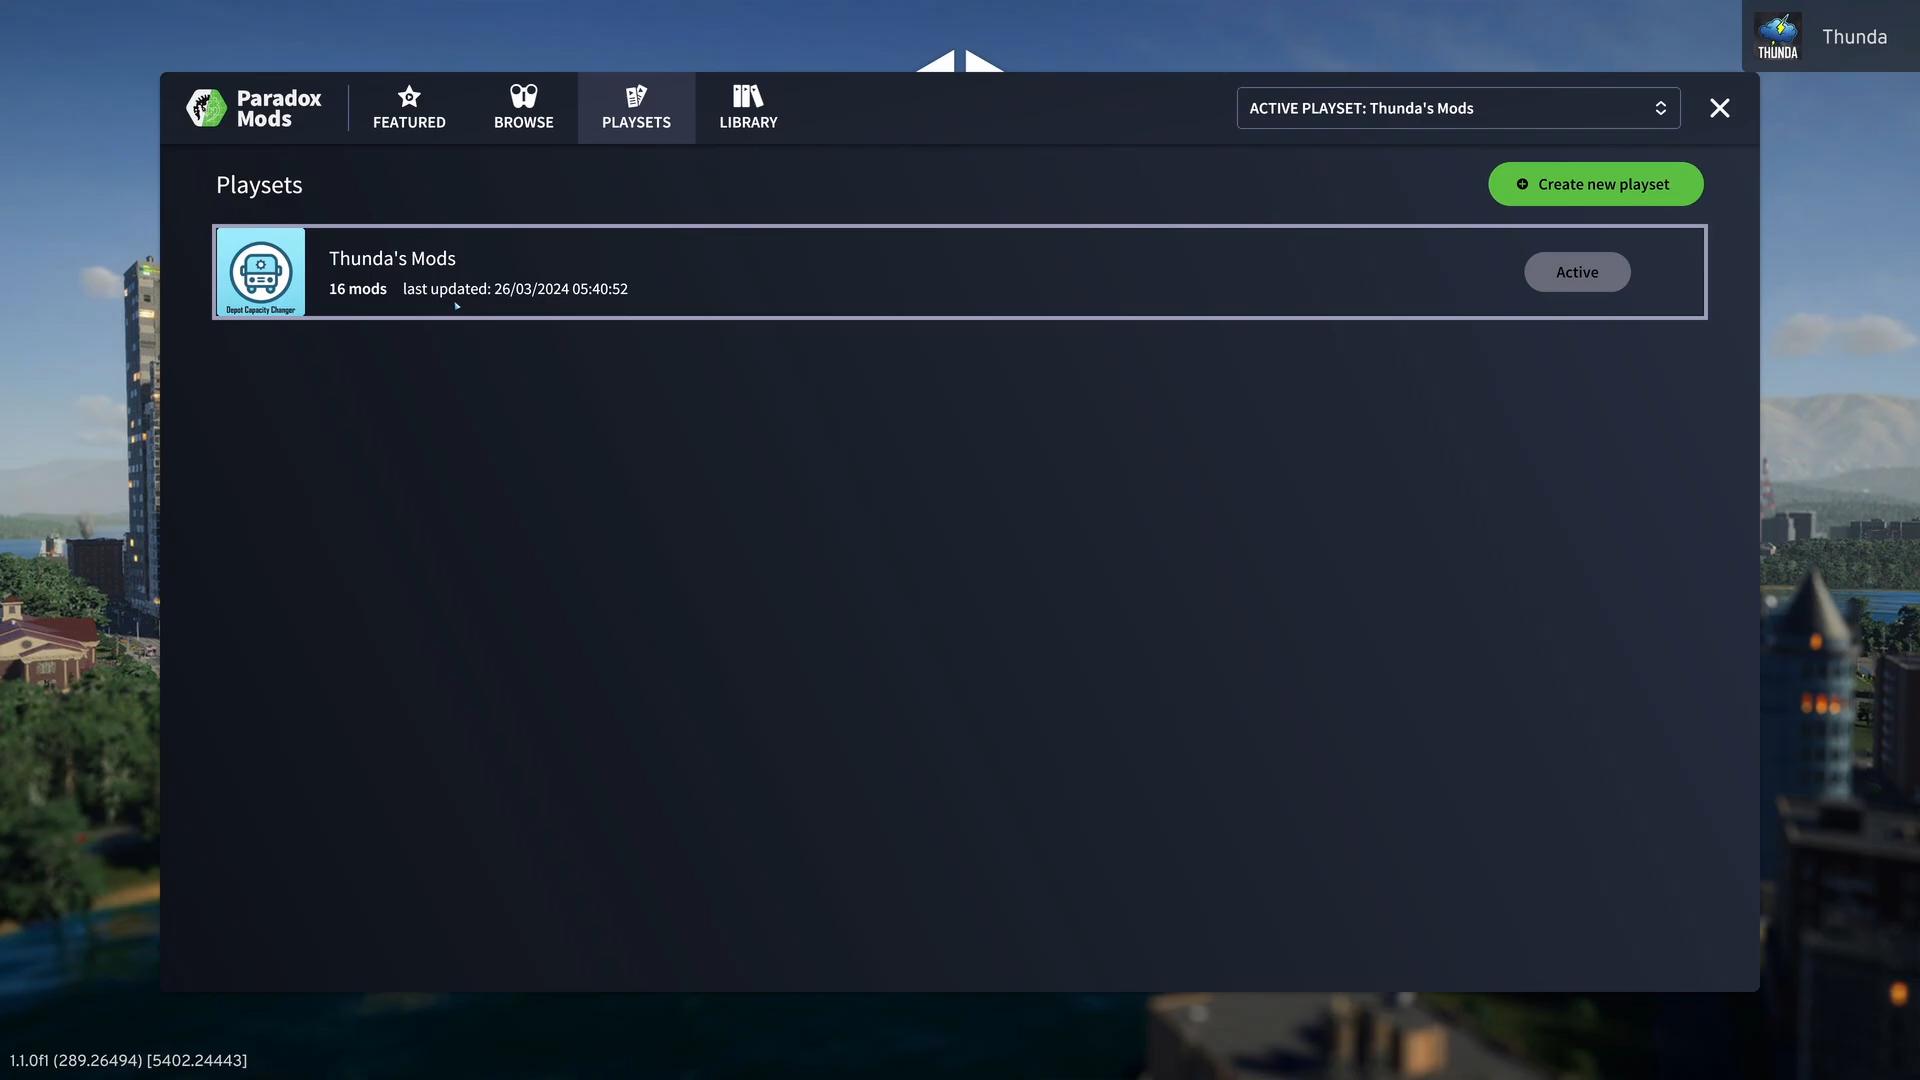 THUNDA
Thunda
Paradox
Mods
FEATURED
BROWSE
PLAYSETS
LIBRARY
ACTIVE PLAYSET: Thunda's Mods
Playsets
Create new playset
Depot Capacity Changer
Thunda's Mods
16 mods last updated: 26/03/2024 05:40:52
Active
1.1.0f1 (289.26494) [5402.24443]